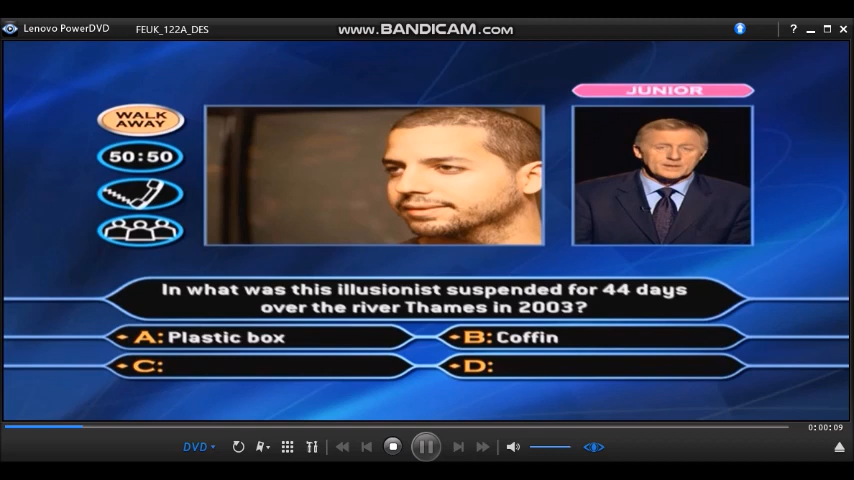 Lenovo PowerDVD
FEUK_122A_DES
www.BANDICAM.com
?
JUNIOR
WALK
AWAY
50:50
In what was this illusionist suspended for 44 days
over the river Thames in 2003?
A: Plastic box
B: Coffin
C:
D:
0:00:09
DVD